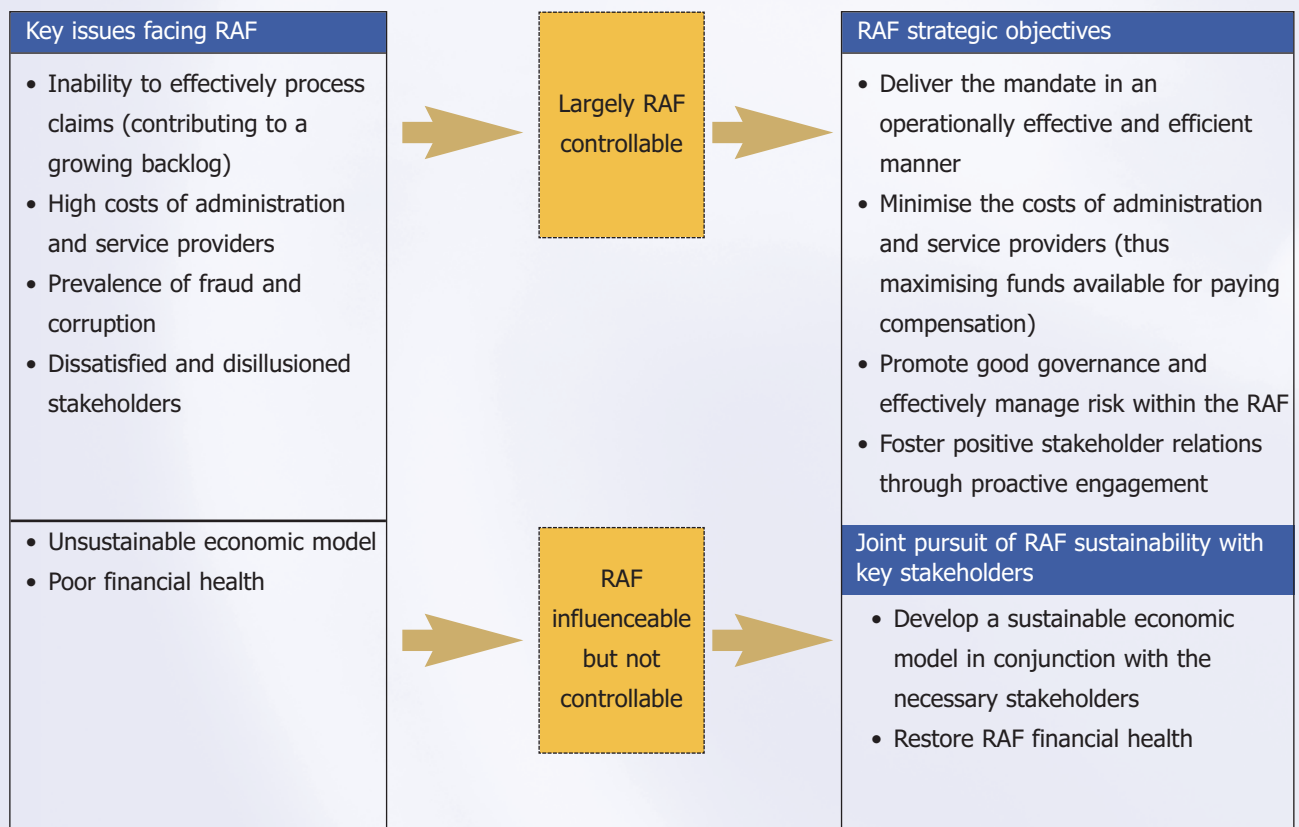 Key issues facing RAF
• Inability to effectively process
claims (contributing to a
growing backlog)
• High costs of administration
and service providers
• Prevalence of fraud and
corruption
• Dissatisfied and disillusioned
stakeholders
Largely RAF
controllable
RAF strategic objectives
• Deliver the mandate in an
operationally effective and efficient
manner
• Minimise the costs of administration
and service providers (thus
maximising funds available for paying
compensation)
• Promote good governance and
effectively manage risk within the RAF
• Foster positive stakeholder relations
through proactive engagement
• Unsustainable economic model
• Poor financial health
RAF
influenceable
but not
controllable
Joint pursuit of RAF sustainability with
key stakeholders
• Develop a sustainable economic
model in conjunction with the
necessary stakeholders
• Restore RAF financial health